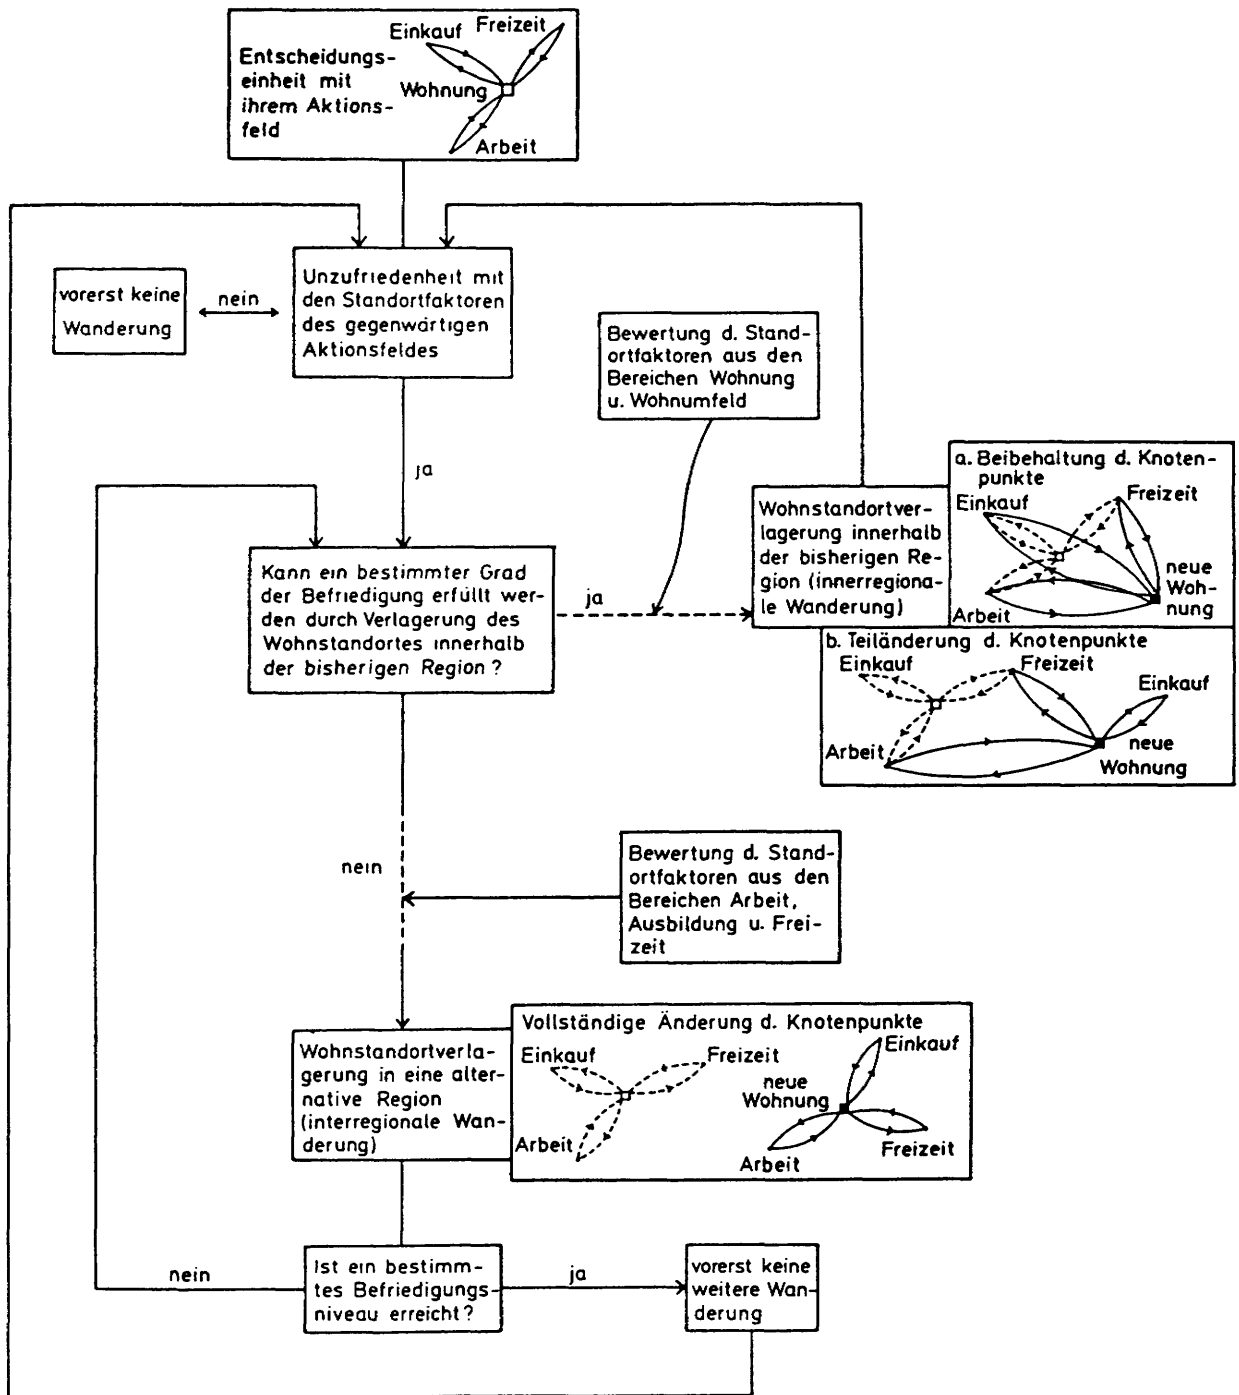 Entscheidungs-
einheit mit
ihrem Aktions-
feld
Einkauf
Freizeit
Wohnung
Arbeit
vorerst keine
Wanderung
nein
Unzufriedenheit mit
den Standortfaktoren
des gegenwärtigen
Aktionsfeldes
ja
Bewertung d. Stand-
ortfaktoren aus den
Bereichen Wohnung
u. Wohnumfeld
Kann ein bestimmter Grad
der Befriedigung erfüllt wer-
den durch Verlagerung des
Wohnstandortes innerhalb
der bisherigen Region?
ja
Wohnstandortver-
lagerung innerhalb
der bisherigen Re-
gion (innerregiona-
le Wanderung)
a. Beibehaltung d. Knoten-
punkte
Einkauf
Freizeit
Arbeit
neue
Woh-
nung
b. Teiländerung d. Knotenpunkte
Einkauf
Freizeit
Einkauf
Arbeit
neue
Wohnung
nein
Bewertung d. Stand-
ortfaktoren aus den
Bereichen Arbeit,
Ausbildung u. Frei-
zeit
Wohnstandortverla-
gerung in eine alter-
native Region
(interregionale Wan-
derung)
Vollständige Änderung d. Knotenpunkte
Einkauf
Freizeit
Arbeit
neue
Wohnung
Einkauf
Freizeit
Arbeit
nein
Ist ein bestimm-
tes Befriedigungs-
niveau erreicht?
ja
vorerst keine
weitere Wan-
derung